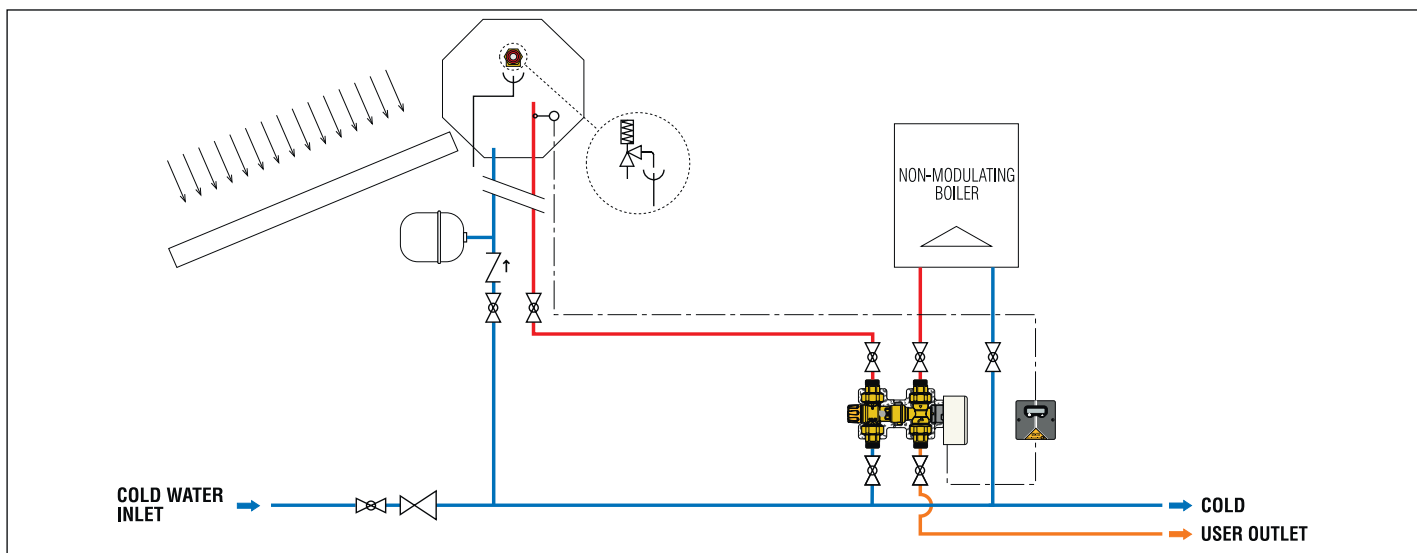 NON-MODULATING
BOILER
COLD WATER
INLET
COLD
USER OUTLET